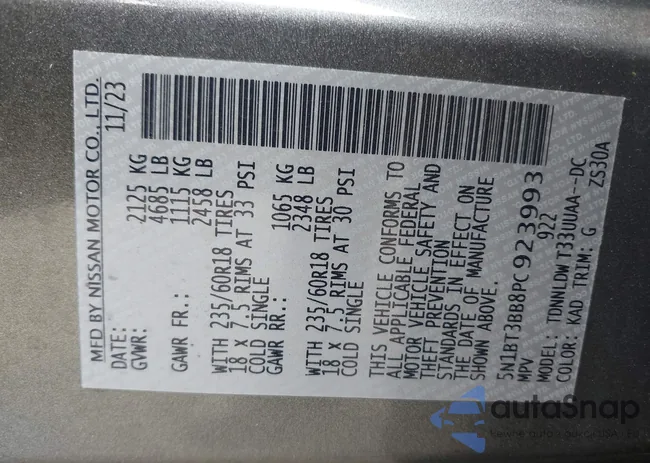 MFD BY NISSAN MOTOR CO., LTD.
DATE: 11/23
GVWR: 2125 KG
4685 LB
GAWR FR.: 1115 KG
2458 LB
WITH 235/60R18 TIRES
18 X 7.5 RIMS AT 33 PSI
COLD SINGLE
GAWR RR.: 1065 KG
2348 LB
WITH 235/60R18 TIRES
18 X 7.5 RIMS AT 30 PSI
COLD SINGLE
THIS VEHICLE CONFORMS TO
ALL APPLICABLE FEDERAL
MOTOR VEHICLE SAFETY AND
THEFT PREVENTION
STANDARDS IN EFFECT ON
THE DATE OF MANUFACTURE
SHOWN ABOVE.
5N1BT3BB8PC923993
MPV 922
MODEL: TDNNLDWT33UUAA--DC
COLOR: KAD TRIM: G ZS30A
autoSnap